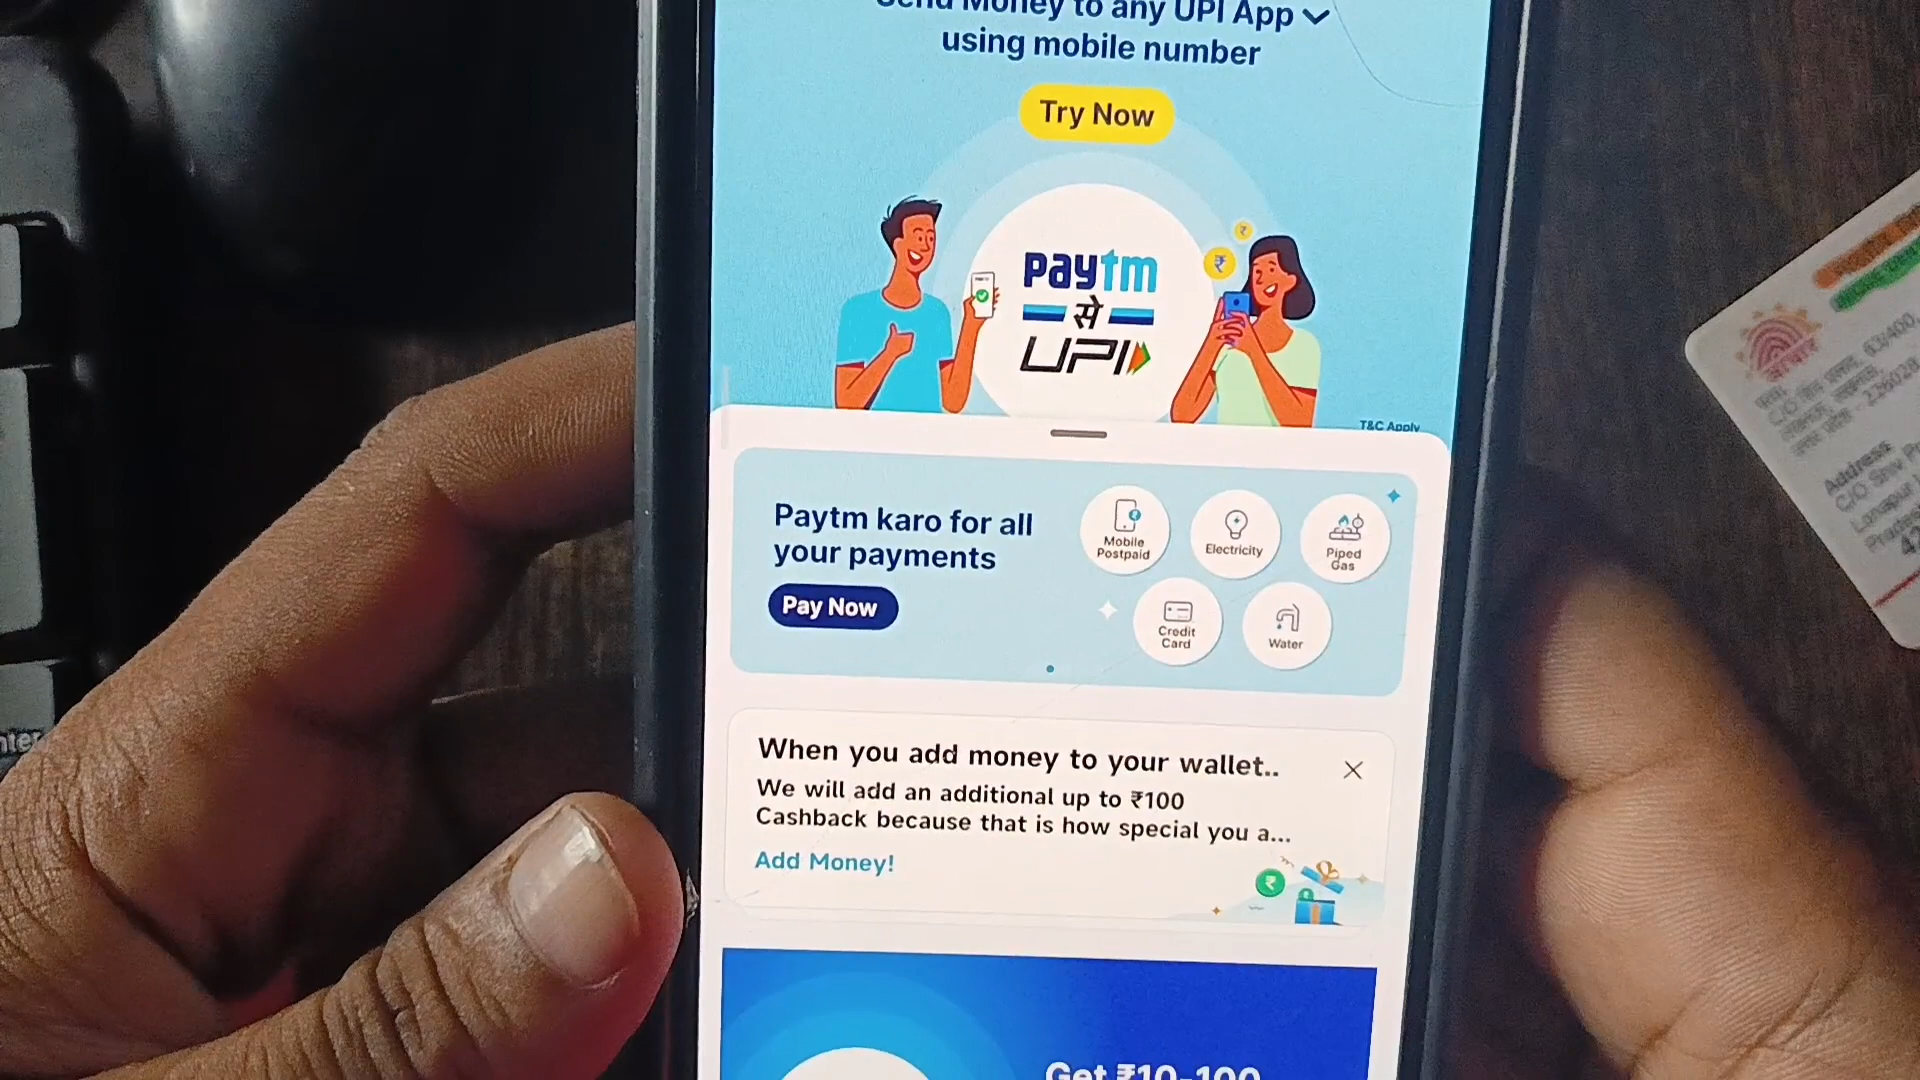 Send Money to any UPI App
using mobile number
Try Now
paytm
से
UPI
T&C Apply
Paytm karo for all
your payments
Pay Now
Mobile
Postpaid
Electricity
Piped
Gas
Credit
Card
Water
When you add money to your wallet..
We will add an additional up to ₹100
Cashback because that is how special you a...
Add Money!
Get ₹10-100
Address